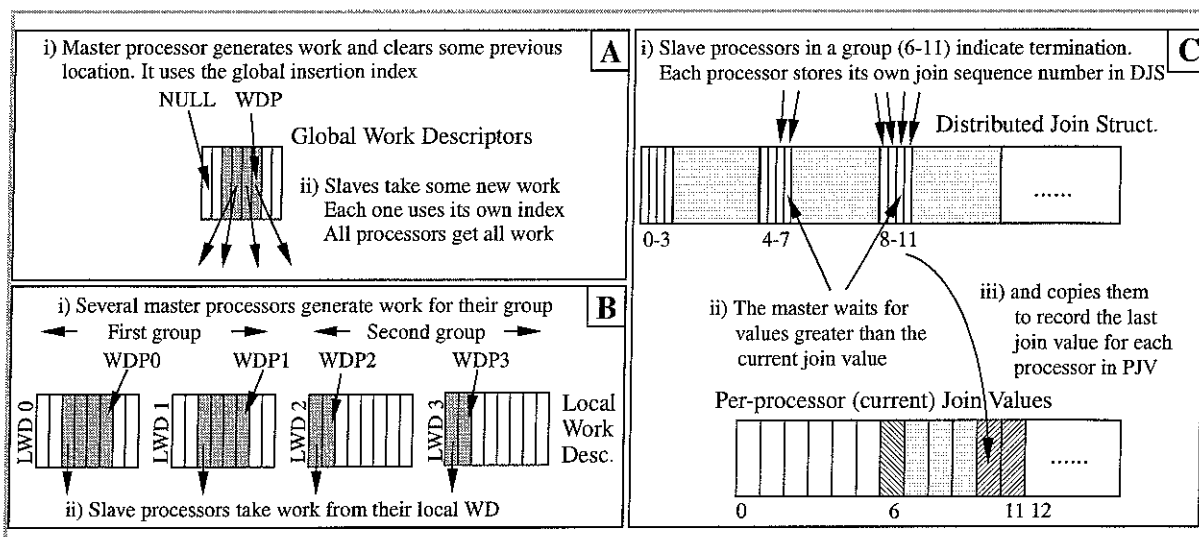 A
i) Master processor generates work and clears some previous
location. It uses the global insertion index
NULL WDP
Global Work Descriptors
ii) Slaves take some new work
Each one uses its own index
All processors get all work
B
i) Several master processors generate work for their group
First group Second group
WDP0 WDP1 WDP2 WDP3
LWD 0 LWD 1 LWD 2 LWD 3
Local
Work
Desc.
ii) Slave processors take work from their local WD
C
i) Slave processors in a group (6-11) indicate termination.
Each processor stores its own join sequence number in DJS
Distributed Join Struct.
......
0-3 4-7 8-11
ii) The master waits for
values greater than the
current join value
iii) and copies them
to record the last
join value for each
processor in PJV
Per-processor (current) Join Values
......
0 6 11 12